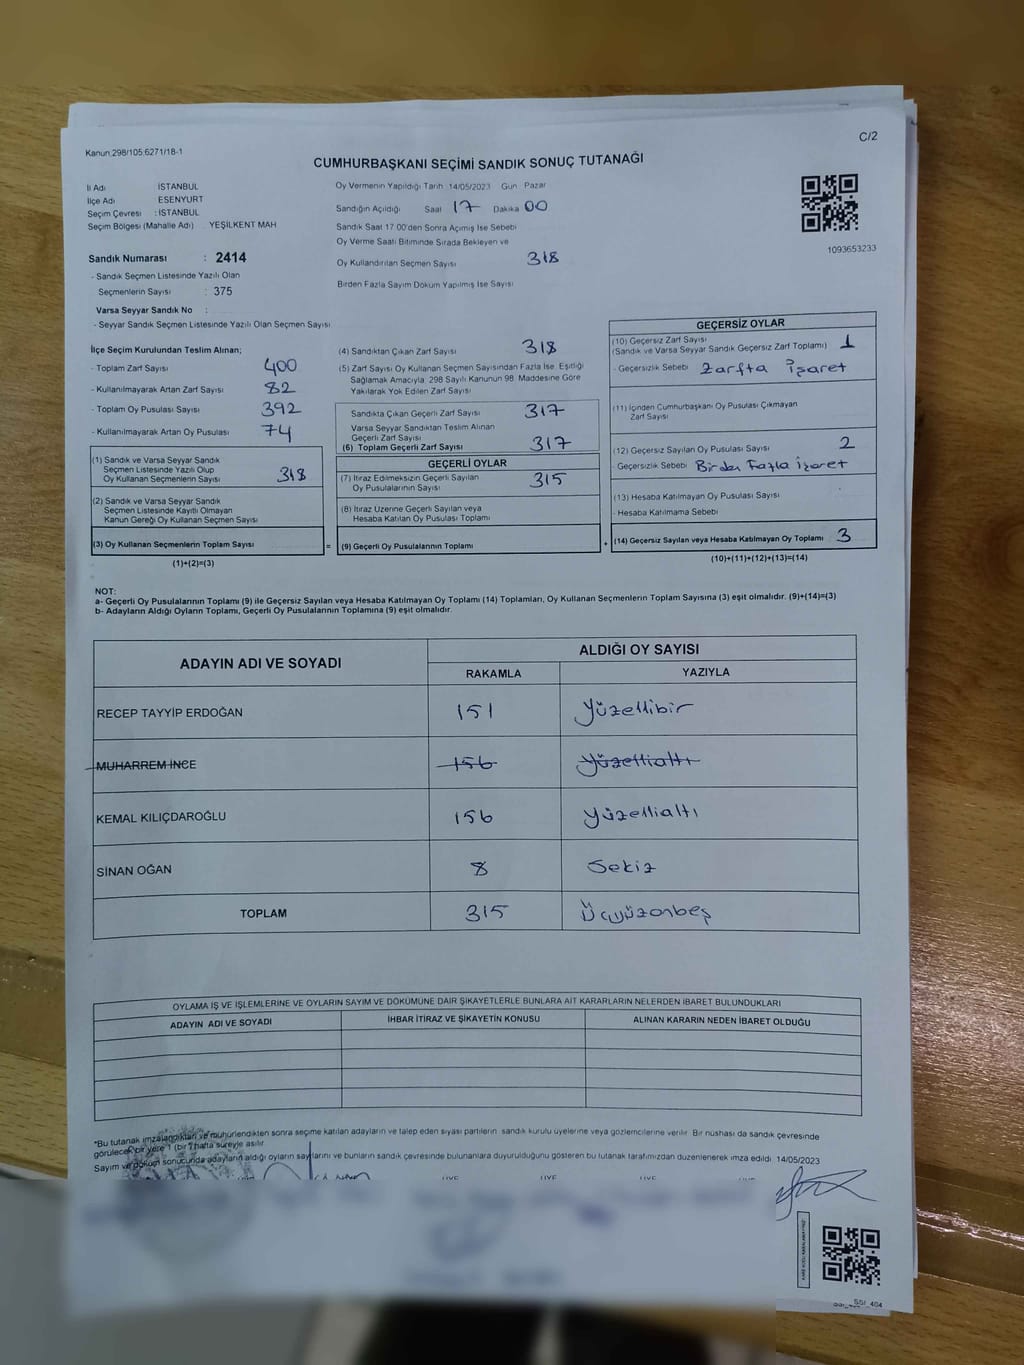 C/2
Kanun 298/105:6271/18-1
CUMHURBAŞKANI SEÇİMİ SANDIK SONUÇ TUTANAĞI
İl Adı İSTANBUL
İlçe Adı ESENYURT
Seçim Çevresi : İSTANBUL
Seçim Bölgesi (Mahalle Adı) YEŞİLKENT MAH
Sandık Numarası : 2414
- Sandık Seçmen Listesinde Yazılı Olan
Seçmenlerin Sayısı : 375
Varsa Seyyar Sandık No :
- Seyyar Sandık Seçmen Listesinde Yazılı Olan Seçmen Sayısı
Oy Vermenin Yapıldığı Tarih 14/05/2023 Gün Pazar
Sandığın Açıldığı Saat 17 Dakika 00
Sandık Saat 17.00'den Sonra Açımış İse Sebebi
Oy Verme Saati Bitiminde Sırada Bekleyen ve
Oy Kullandırılan Seçmen Sayısı 318
Birden Fazla Sayım Döküm Yapılmış İse Sayısı
1093653233
İlçe Seçim Kurulundan Teslim Alınan;
- Toplam Zarf Sayısı 400
- Kullanılmayarak Artan Zarf Sayısı 82
- Toplam Oy Pusulası Sayısı 392
- Kullanılmayarak Artan Oy Pusulası 74
(1) Sandık ve Varsa Seyyar Sandık
Seçmen Listesinde Yazılı Olup
Oy Kullanan Seçmenlerin Sayısı 318
(2) Sandık ve Varsa Seyyar Sandık
Seçmen Listesinde Kayıtlı Olmayan
Kanun Gereği Oy Kullanan Seçmen Sayısı
(3) Oy Kullanan Seçmenlerin Toplam Sayısı =
(1)+(2)=(3)
(4) Sandıktan Çıkan Zarf Sayısı 318
(5) Zarf Sayısı Oy Kullanan Seçmen Sayısından Fazla İse, Eşitliği
Sağlamak Amacıyla, 298 Sayılı Kanunun 98. Maddesine Göre
Yakılarak Yok Edilen Zarf Sayısı
Sandıkta Çıkan Geçerli Zarf Sayısı 317
Varsa Seyyar Sandıktan Teslim Alınan
Geçerli Zarf Sayısı
(6) Toplam Geçerli Zarf Sayısı 317
GEÇERLİ OYLAR
(7) İtiraz Edilmeksizin Geçerli Sayılan
Oy Pusulalarının Sayısı 315
(8) İtiraz Üzerine Geçerli Sayılan veya
Hesaba Katılan Oy Pusulası Toplamı
(9) Geçerli Oy Pusulalarının Toplamı +
GEÇERSİZ OYLAR
(10) Geçersiz Zarf Sayısı
(Sandık ve Varsa Seyyar Sandık Geçersiz Zarf Toplamı) 1
- Geçersizlik Sebebi Zarfta İşaret
(11) İçinden Cumhurbaşkanı Oy Pusulası Çıkmayan
Zarf Sayısı
(12) Geçersiz Sayılan Oy Pusulası Sayısı 2
- Geçersizlik Sebebi Birden Fazla İşaret
(13) Hesaba Katılmayan Oy Pusulası Sayısı
- Hesaba Katılmama Sebebi
(14) Geçersiz Sayılan veya Hesaba Katılmayan Oy Toplamı 3
(10)+(11)+(12)+(13)=(14)
NOT:
a- Geçerli Oy Pusulalarının Toplamı (9) ile Geçersiz Sayılan veya Hesaba Katılmayan Oy Toplamı (14) Toplamları, Oy Kullanan Seçmenlerin Toplam Sayısına (3) eşit olmalıdır. (9)+(14)=(3)
b- Adayların Aldığı Oyların Toplamı, Geçerli Oy Pusulalarının Toplamına (9) eşit olmalıdır.
ADAYIN ADI VE SOYADI ALDIĞI OY SAYISI
RAKAMLA YAZIYLA
RECEP TAYYİP ERDOĞAN 151 Yüzellibir
MUHARREM İNCE 156 Yüzellialtı
KEMAL KILIÇDAROĞLU 156 Yüzellialtı
SİNAN OĞAN 8 Sekiz
TOPLAM 315 Üçyüzonbeş
OYLAMA İŞ VE İŞLEMLERİNE VE OYLARIN SAYIM VE DÖKÜMÜNE DAİR ŞİKAYETLERLE BUNLARA AİT KARARLARIN NELERDEN İBARET BULUNDUKLARI
ADAYIN ADI VE SOYADI İHBAR İTİRAZ VE ŞİKAYETİN KONUSU ALINAN KARARIN NEDEN İBARET OLDUĞU
*Bu tutanak imzalandıktan ve mühürlendikten sonra seçime katılan adayların ve talep eden siyasi partilerin sandık kurulu üyelerine veya gözlemcilerine verilir. Bir nüshası da sandık çevresinde
görülecek bir yere 1 (bir) hafta süreyle asılır.
Sayım ve döküm sonucunda adayların aldığı oyların sayılarını ve bunların sandık çevresinde bulunanlara duyurulduğunu gösteren bu tutanak tarafımızdan düzenlenerek imza edildi. 14/05/2023